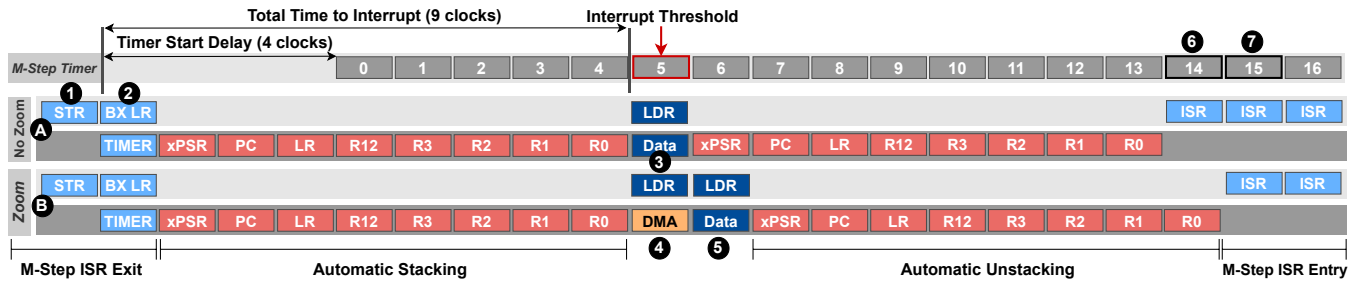 Total Time to Interrupt (9 clocks) Interrupt Threshold
Timer Start Delay (4 clocks) 6 7
M-Step Timer 0 1 2 3 4 5 6 7 8 9 10 11 12 13 14 15 16
1 2
No Zoom
A
STR BX LR LDR ISR ISR ISR
TIMER xPSR PC LR R12 R3 R2 R1 R0 Data xPSR PC LR R12 R3 R2 R1 R0
3
Zoom
B
STR BX LR LDR LDR ISR ISR
TIMER xPSR PC LR R12 R3 R2 R1 R0 DMA Data xPSR PC LR R12 R3 R2 R1 R0
4 5
M-Step ISR Exit Automatic Stacking Automatic Unstacking M-Step ISR Entry